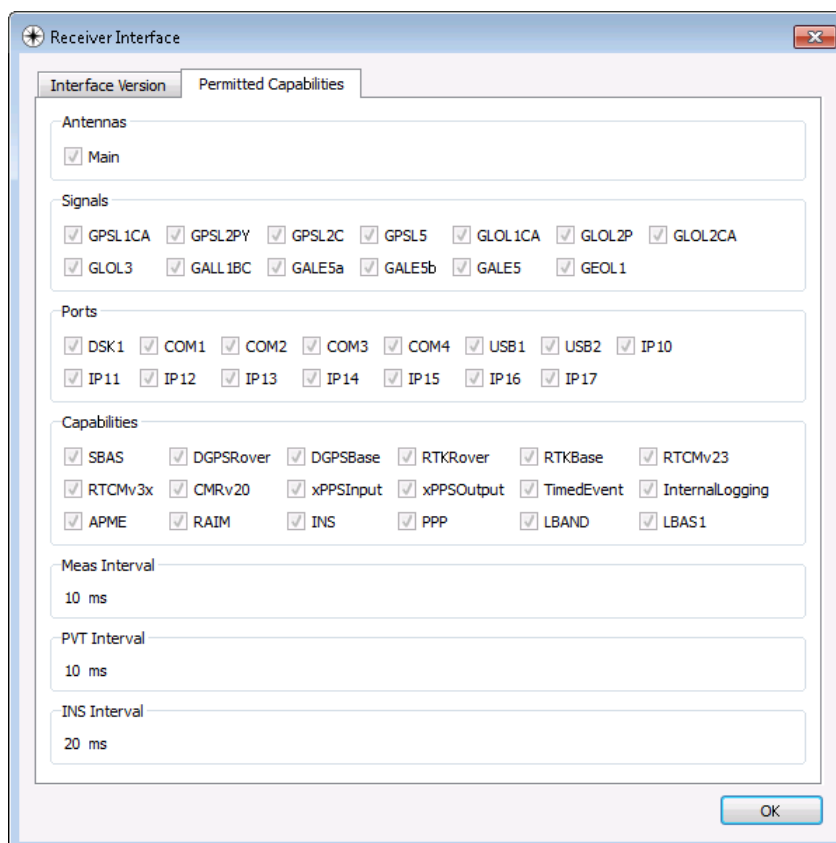 Receiver Interface
Interface Version Permitted Capabilities
Antennas
Main
Signals
GPSL1CA GPSL2PY GPSL2C GPSL5 GLOL1CA GLOL2P GLOL2CA
GLOL3 GALL1BC GALE5a GALE5b GALE5 GEOL1
Ports
DSK1 COM1 COM2 COM3 COM4 USB1 USB2 IP10
IP11 IP12 IP13 IP14 IP15 IP16 IP17
Capabilities
SBAS DGPSRover DGPSBase RTKRover RTKBase RTCMv23
RTCMv3x CMRv20 xPPSInput xPPSOutput TimedEvent InternalLogging
APME RAIM INS PPP LBAND LBAS1
Meas Interval
10 ms
PVT Interval
10 ms
INS Interval
20 ms
OK